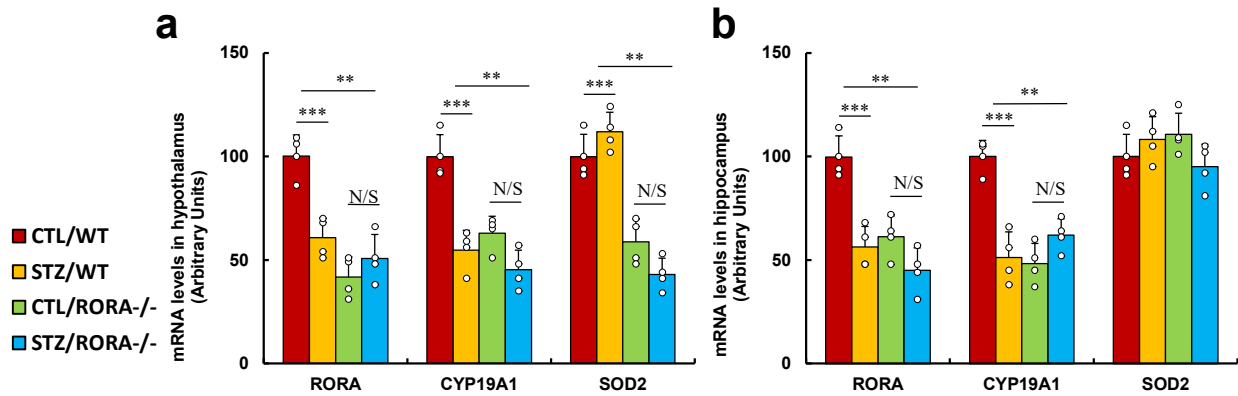 a
mRNA levels in hypothalamus
(Arbitrary Units)
150
100
50
0
**
***
N/S
**
***
N/S
**
***
N/S
RORA
CYP19A1
SOD2
b
mRNA levels in hippocampus
(Arbitrary Units)
150
100
50
0
**
***
N/S
**
***
N/S
RORA
CYP19A1
SOD2
CTL/WT
STZ/WT
CTL/RORA-/-
STZ/RORA-/-